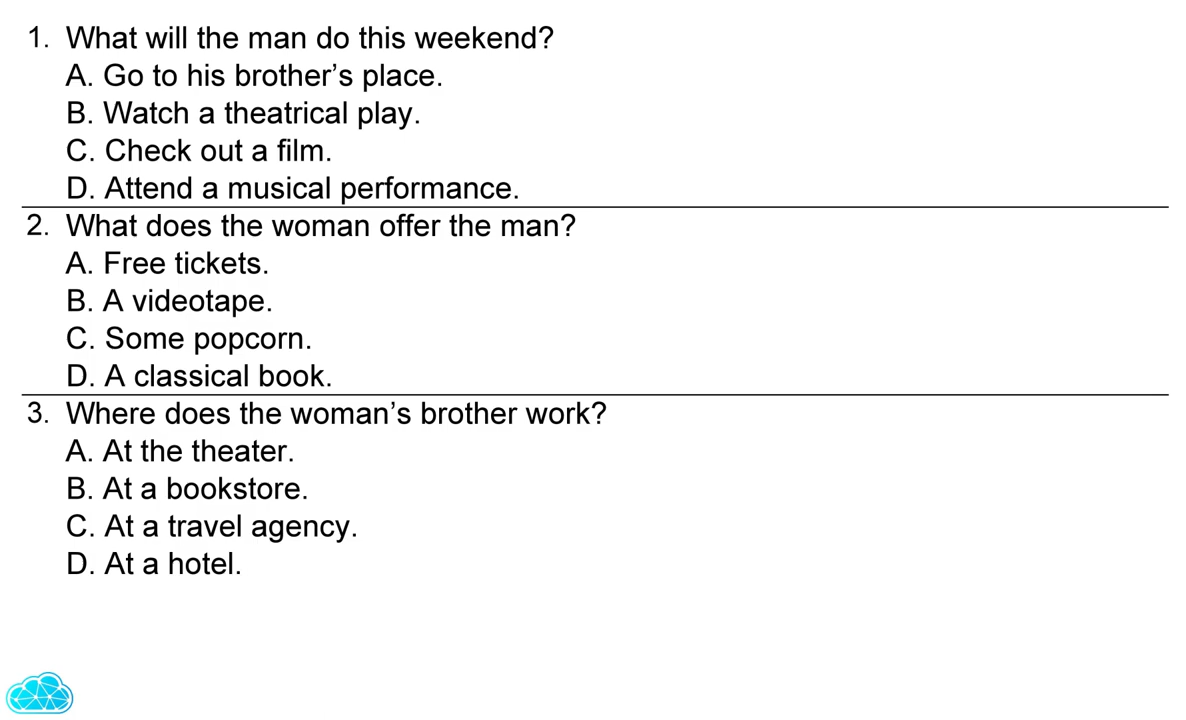 1. What will the man do this weekend?
A. Go to his brother’s place.
B. Watch a theatrical play.
C. Check out a film.
D. Attend a musical performance.
2. What does the woman offer the man?
A. Free tickets.
B. A videotape.
C. Some popcorn.
D. A classical book.
3. Where does the woman’s brother work?
A. At the theater.
B. At a bookstore.
C. At a travel agency.
D. At a hotel.